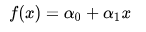 f(x) = α₀ + α₁x